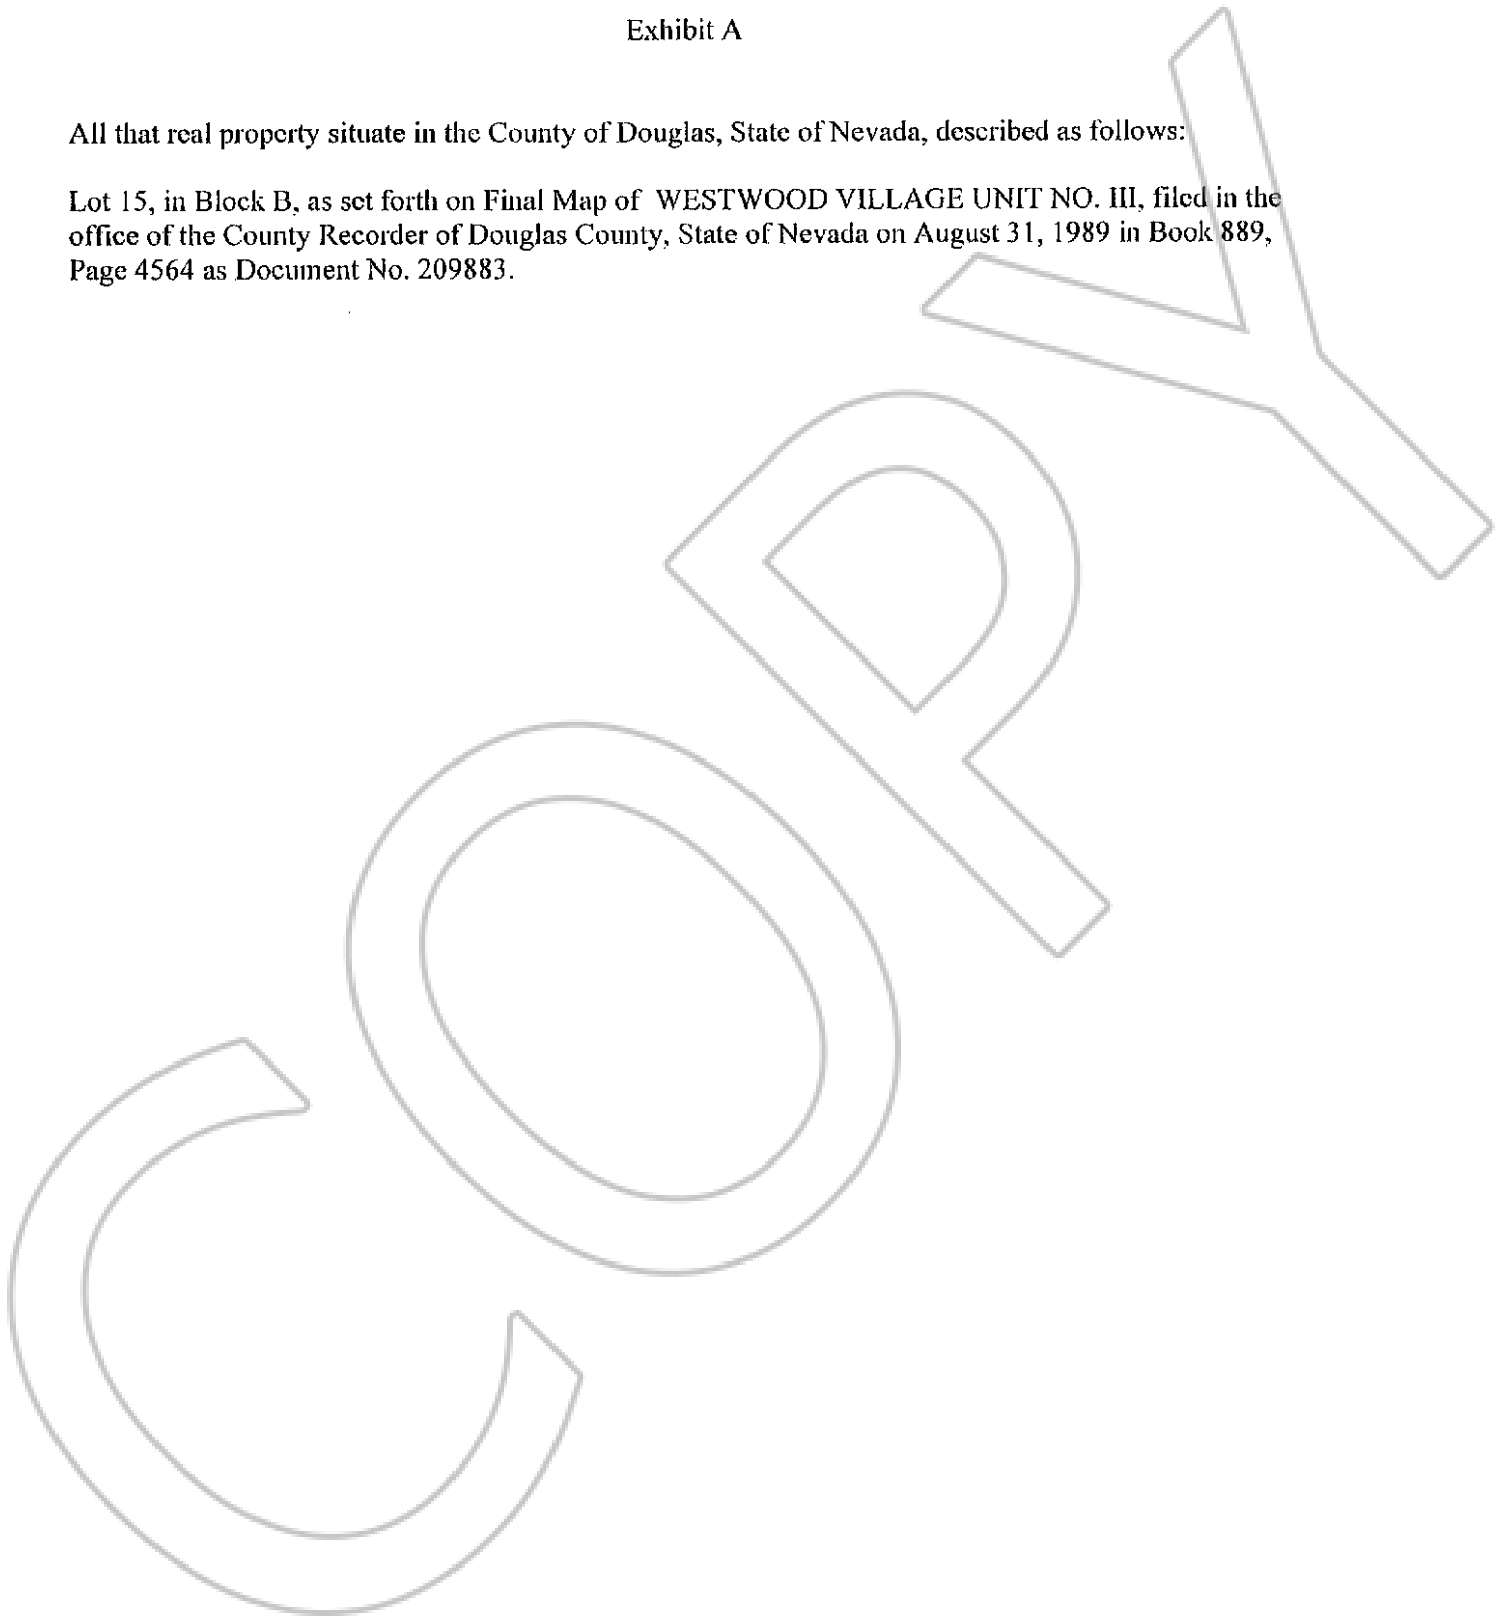 Exhibit A
All that real property situate in the County of Douglas, State of Nevada, described as follows:
Lot 15, in Block B, as set forth on Final Map of WESTWOOD VILLAGE UNIT NO. III, filed in the
office of the County Recorder of Douglas County, State of Nevada on August 31, 1989 in Book 889,
Page 4564 as Document No. 209883.
COPY